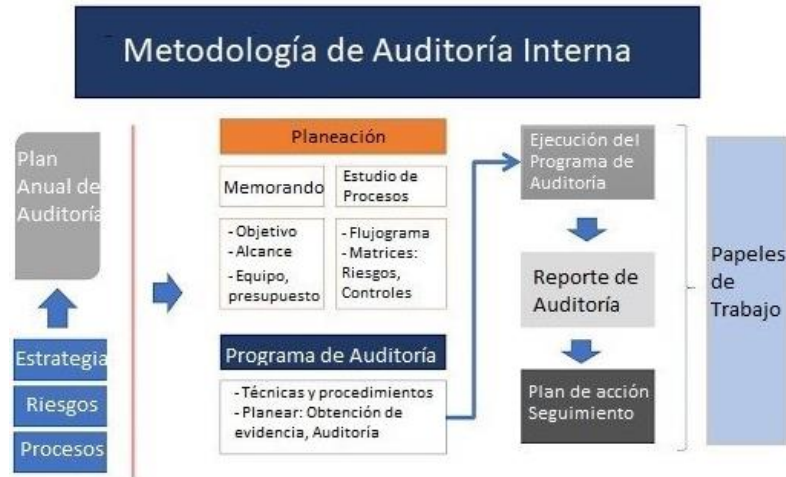 Metodología de Auditoría Interna
Plan
Anual de
Auditoría
Estrategia
Riesgos
Procesos
Planeación
Memorando
- Objetivo
- Alcance
- Equipo,
presupuesto
Estudio de
Procesos
- Flujograma
- Matrices:
Riesgos,
Controles
Programa de Auditoría
- Técnicas y procedimientos
- Planear: Obtención de
evidencia, Auditoría
Ejecución del
Programa de
Auditoría
Reporte de
Auditoría
Plan de acción
Seguimiento
Papeles
de
Trabajo